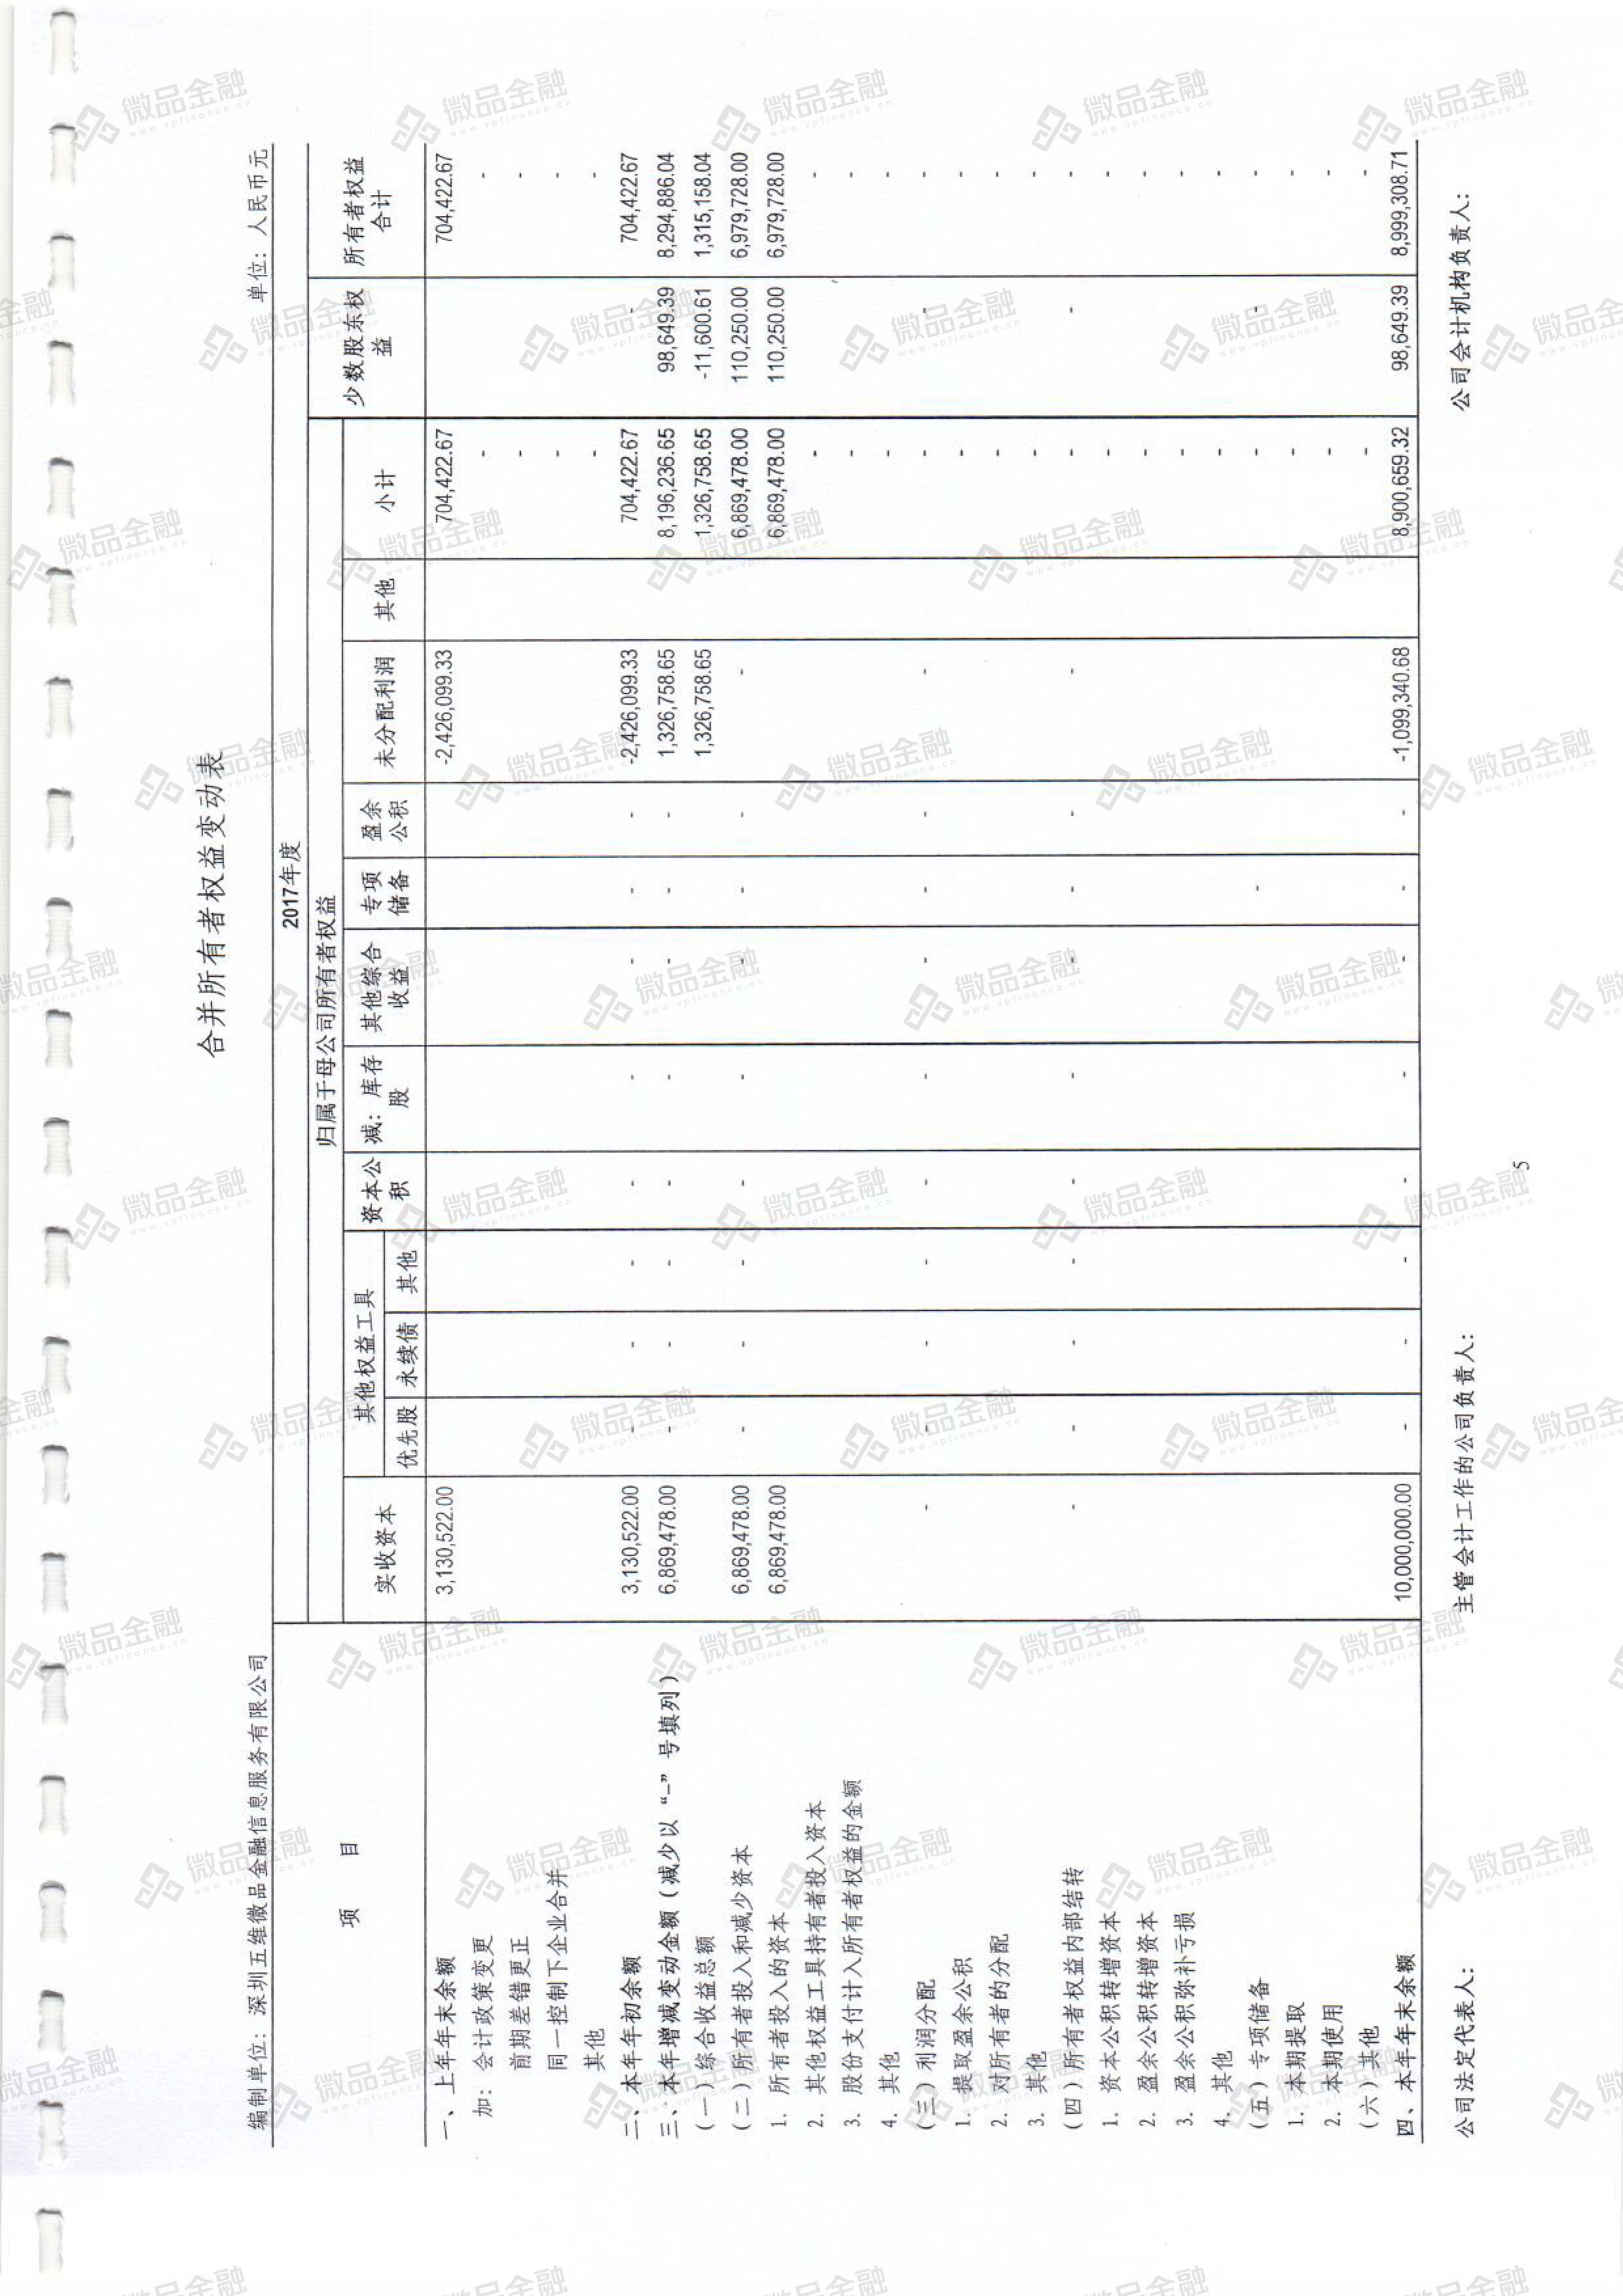 合并所有者权益变动表
编制单位：深圳五维微品金融信息服务有限公司 单位：人民币元
项 目 2017年度
归属于母公司所有者权益 少数股东权益 所有者权益合计
实收资本 其他权益工具 资本公积 减：库存股 其他综合收益 专项储备 盈余公积 未分配利润 其他 小计
优先股 永续债 其他
一、上年年末余额 3,130,522.00 -2,426,099.33 704,422.67 704,422.67
加：会计政策变更 - -
前期差错更正 - -
同一控制下企业合并 - -
其他 - -
二、本年年初余额 3,130,522.00 - - - - - - - - -2,426,099.33 704,422.67 - 704,422.67
三、本年增减变动金额（减少以“-”号填列） 6,869,478.00 - - - - - - - - 1,326,758.65 8,196,236.65 98,649.39 8,294,886.04
（一）综合收益总额 1,326,758.65 1,326,758.65 -11,600.61 1,315,158.04
（二）所有者投入和减少资本 6,869,478.00 - - - - - - - - - 6,869,478.00 110,250.00 6,979,728.00
1. 所有者投入的资本 6,869,478.00 6,869,478.00 110,250.00 6,979,728.00
2. 其他权益工具持有者投入资本 - -
3. 股份支付计入所有者权益的金额 - -
4. 其他 - -
（三）利润分配 - - - - - - - - - - - -
1. 提取盈余公积 - -
2. 对所有者的分配 - -
3. 其他 - -
（四）所有者权益内部结转 - - - - - - - - - - - - -
1. 资本公积转增资本 - -
2. 盈余公积转增资本 - -
3. 盈余公积弥补亏损 - -
4. 其他 - -
（五）专项储备 - - - -
1. 本期提取 - -
2. 本期使用 - -
（六）其他 - -
四、本年年末余额 10,000,000.00 - - - - - - - - -1,099,340.68 8,900,659.32 98,649.39 8,999,308.71
公司法定代表人： 主管会计工作的公司负责人： 公司会计机构负责人：
5
微品金融
www.vpfinance.cn